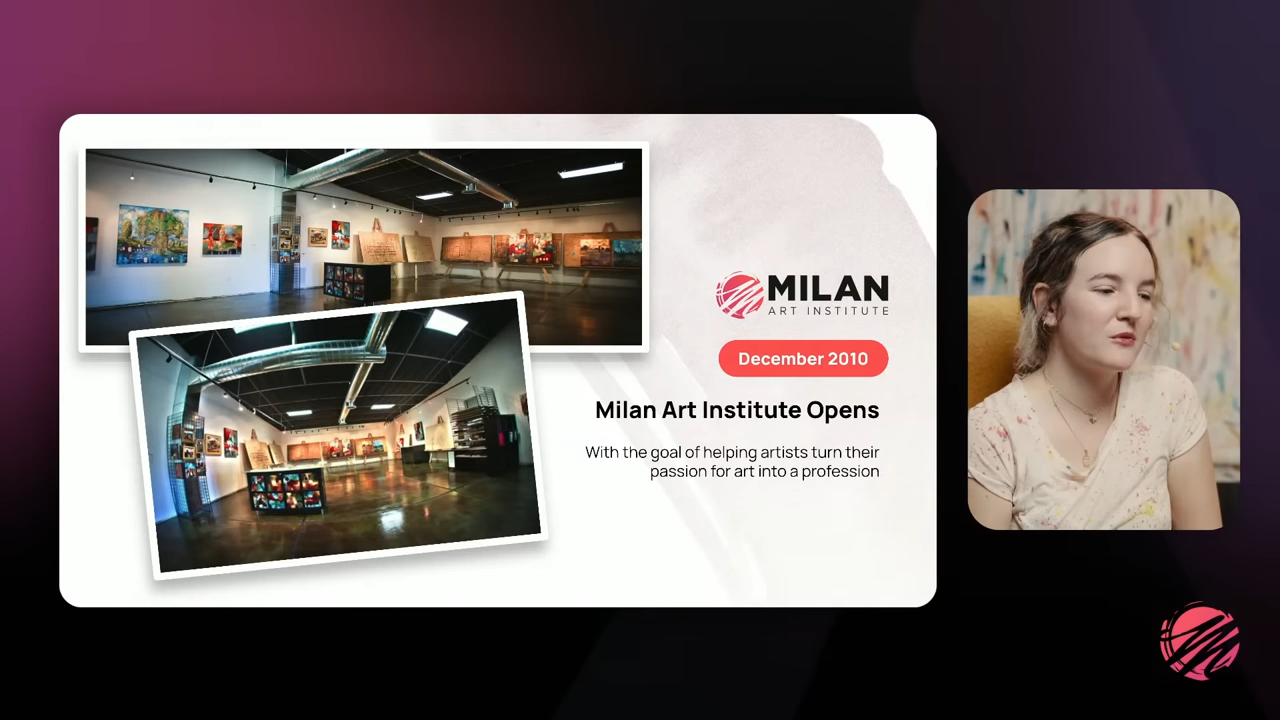 MILAN
ART INSTITUTE
December 2010
Milan Art Institute Opens
With the goal of helping artists turn their
passion for art into a profession